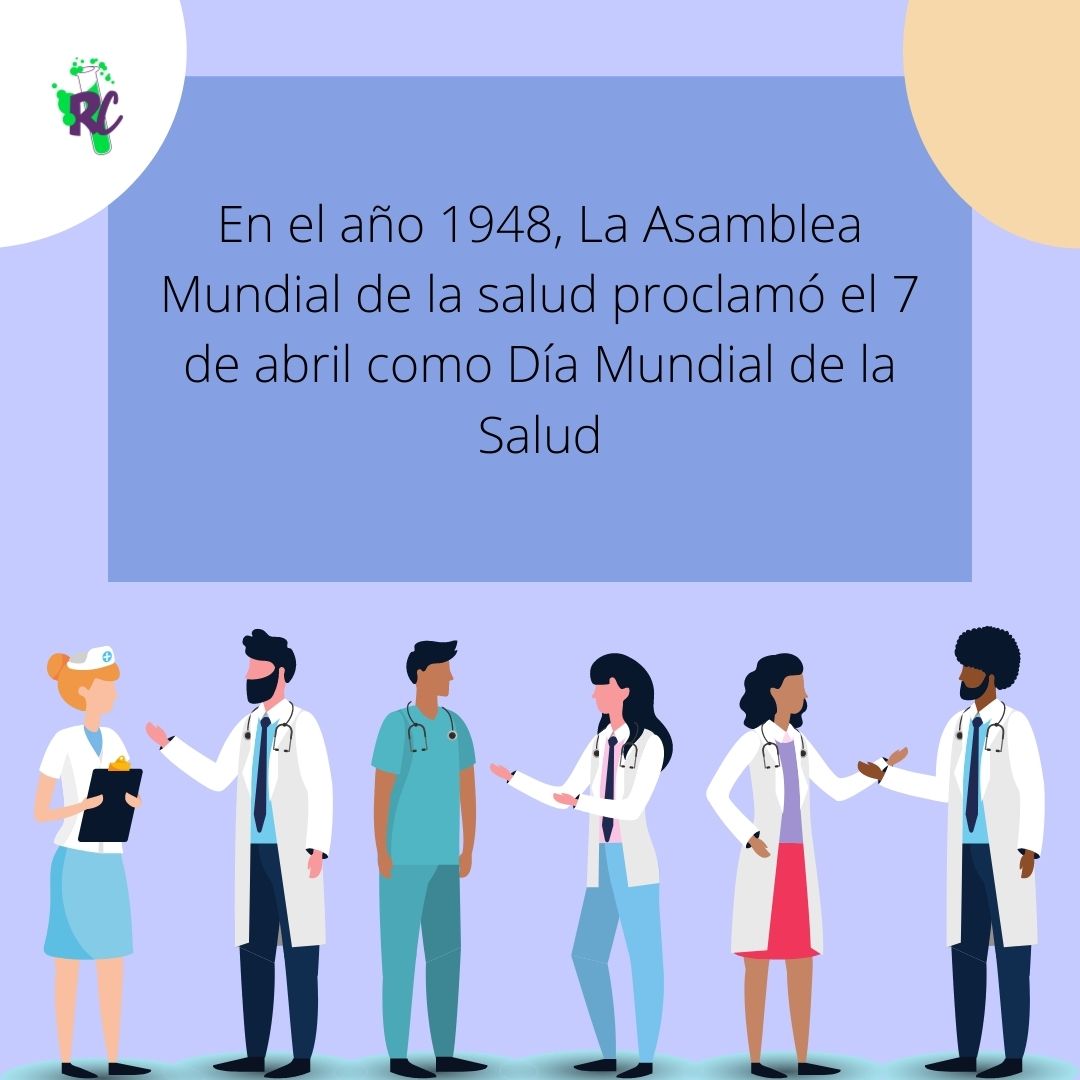 RC
En el año 1948, La Asamblea
Mundial de la salud proclamó el 7
de abril como Día Mundial de la
Salud